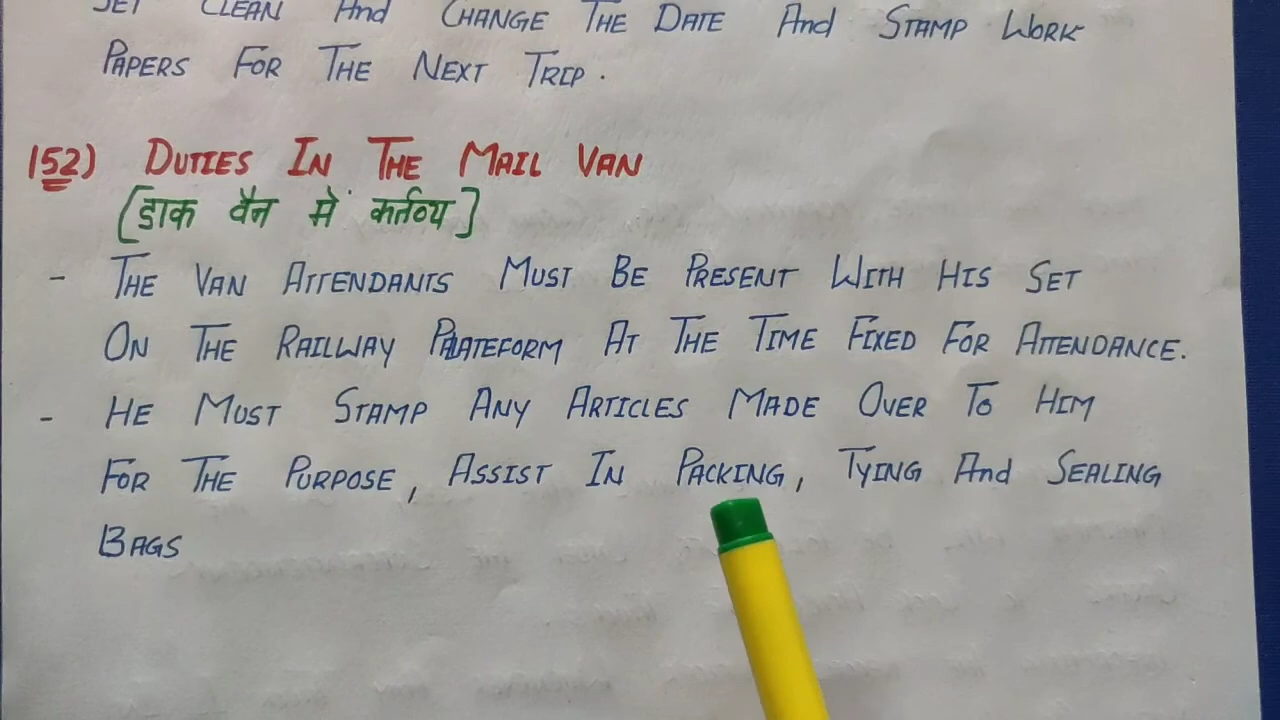 SET CLEAN And CHANGE THE DATE And STAMP WORK
PAPERS FOR THE NEXT TRIP.
152) DUTIES IN THE MAIL VAN
[डाक वैन में कर्तव्य]
- THE VAN ATTENDANTS MUST BE PRESENT WITH HIS SET
ON THE RAILWAY PLATEFORM AT THE TIME FIXED FOR ATTENDANCE.
- HE MUST STAMP ANY ARTICLES MADE OVER TO HIM
FOR THE PURPOSE, ASSIST IN PACKING, TYING And SEALING
BAGS